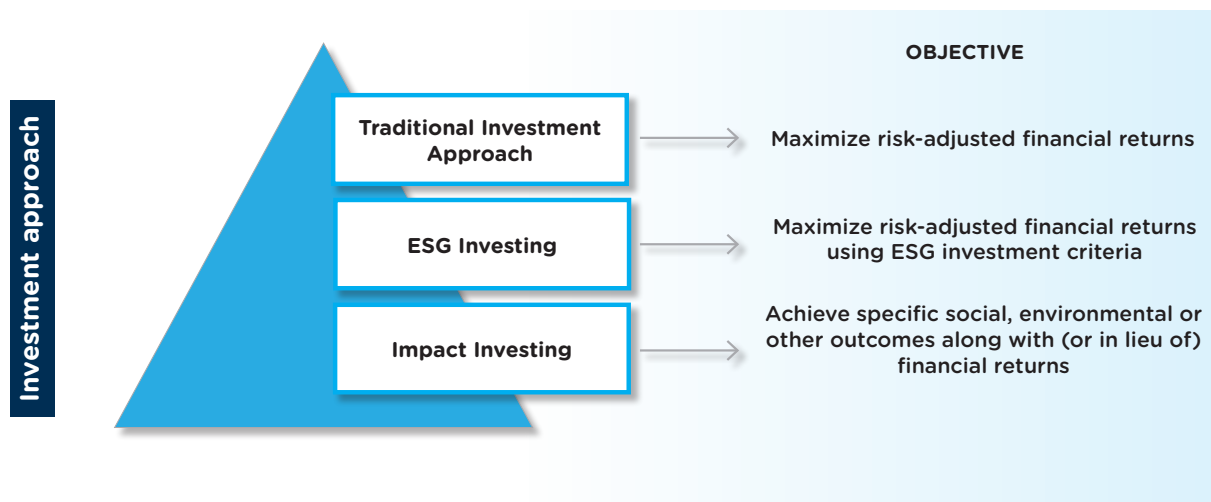 Investment approach
OBJECTIVE
Traditional Investment
Approach
Maximize risk-adjusted financial returns
ESG Investing
Maximize risk-adjusted financial returns
using ESG investment criteria
Impact Investing
Achieve specific social, environmental or
other outcomes along with (or in lieu of)
financial returns